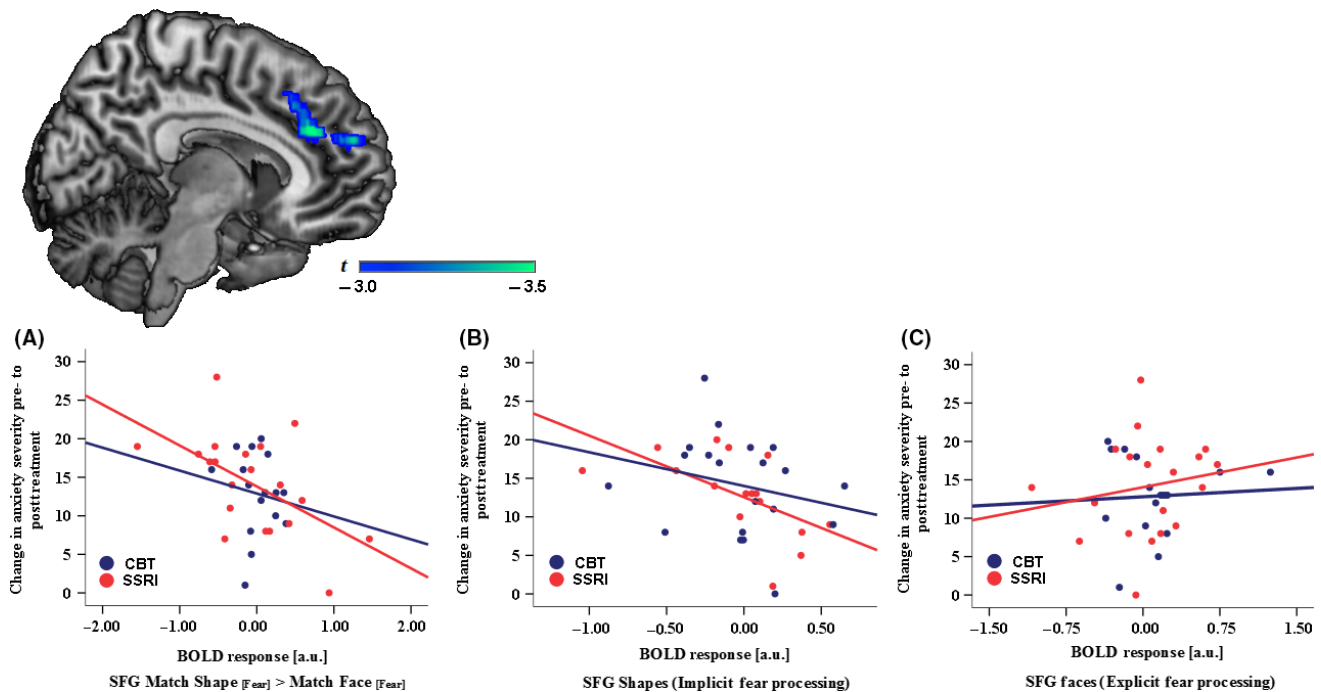 t
−3.0 −3.5
(A)
Change in anxiety severity pre- to
posttreatment
30
25
20
15
10
5
0
CBT
SSRI
−2.00 −1.00 0.00 1.00 2.00
BOLD response [a.u.]
SFG Match Shape [Fear] > Match Face [Fear]
(B)
Change in anxiety severity pre- to
posttreatment
30
25
20
15
10
5
0
CBT
SSRI
−1.00 −0.50 0.00 0.50
BOLD response [a.u.]
SFG Shapes (Implicit fear processing)
(C)
Change in anxiety severity pre- to
posttreatment
30
25
20
15
10
5
0
CBT
SSRI
−1.50 −0.75 0.00 0.75 1.50
BOLD response [a.u.]
SFG faces (Explicit fear processing)